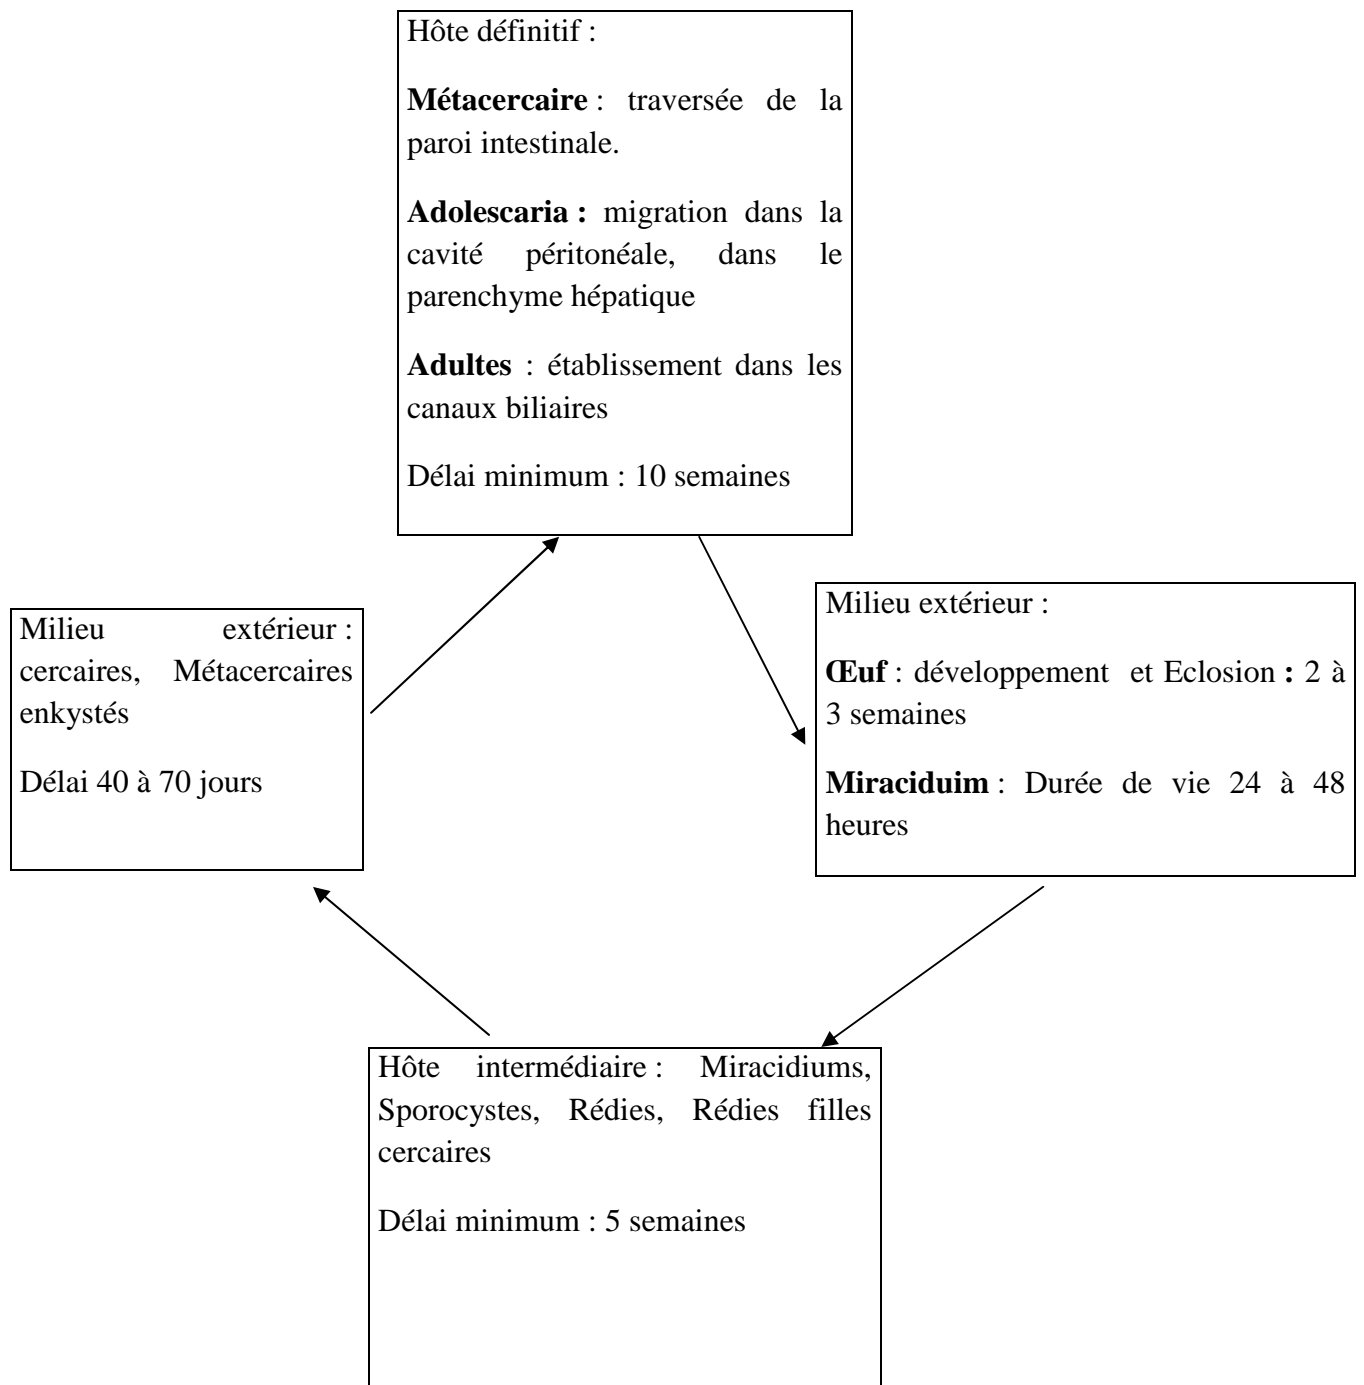 Hôte définitif :
Métacercaire : traversée de la
paroi intestinale.
Adolescaria : migration dans la
cavité péritonéale, dans le
parenchyme hépatique
Adultes : établissement dans les
canaux biliaires
Délai minimum : 10 semaines
Milieu extérieur :
cercaires, Métacercaires
enkystés
Délai 40 à 70 jours
Milieu extérieur :
Œuf : développement et Eclosion : 2 à
3 semaines
Miraciduim : Durée de vie 24 à 48
heures
Hôte intermédiaire : Miracidiums,
Sporocystes, Rédies, Rédies filles
cercaires
Délai minimum : 5 semaines